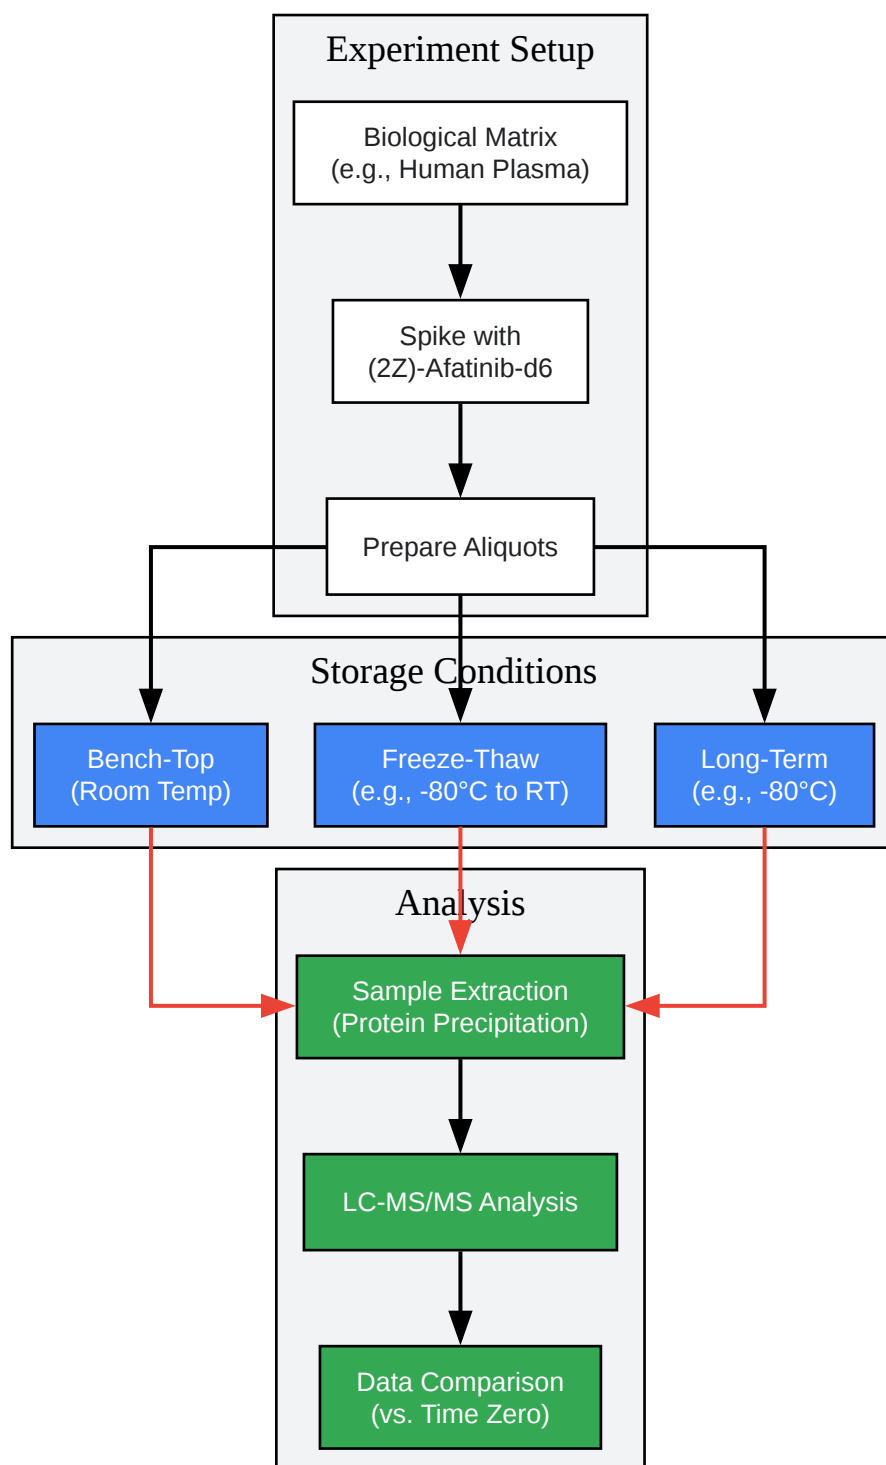 Experiment Setup
Biological Matrix
(e.g., Human Plasma)
Spike with
(2Z)-Afatinib-d6
Prepare Aliquots
Storage Conditions
Bench-Top
(Room Temp)
Freeze-Thaw
(e.g., -80°C to RT)
Long-Term
(e.g., -80°C)
Analysis
Sample Extraction
(Protein Precipitation)
LC-MS/MS Analysis
Data Comparison
(vs. Time Zero)